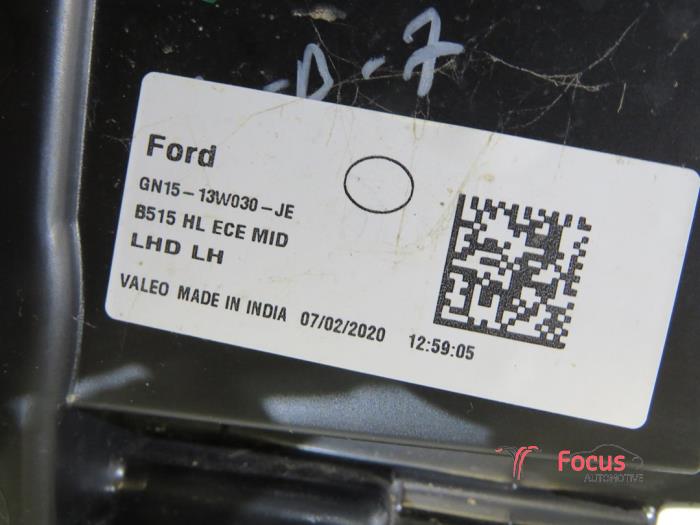 -D-7
Ford
GN15-13W030-JE
B515 HL ECE MID
LHD LH
VALEO MADE IN INDIA 07/02/2020 12:59:05
Focus
AUTOMOTIVE